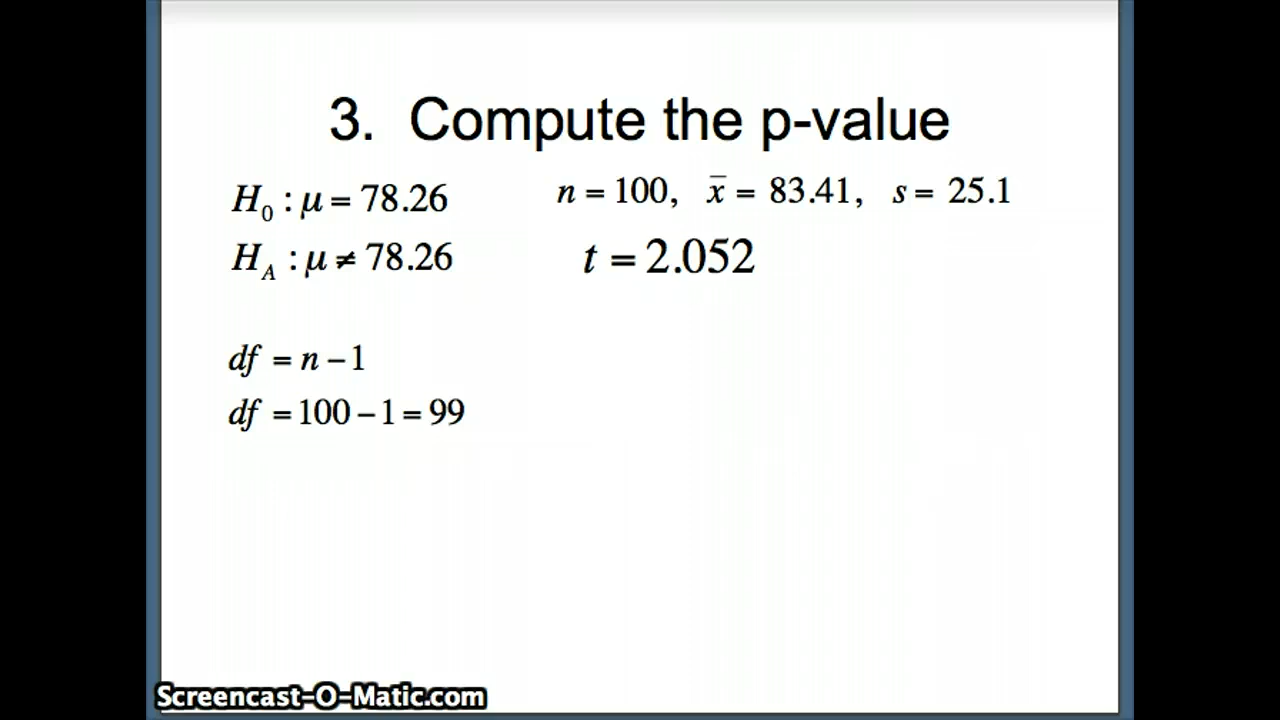 3. Compute the p-value
H₀ : μ = 78.26
n = 100, x̄ = 83.41, s = 25.1
H_A : μ ≠ 78.26
t = 2.052
df = n − 1
df = 100 − 1 = 99
Screencast-O-Matic.com